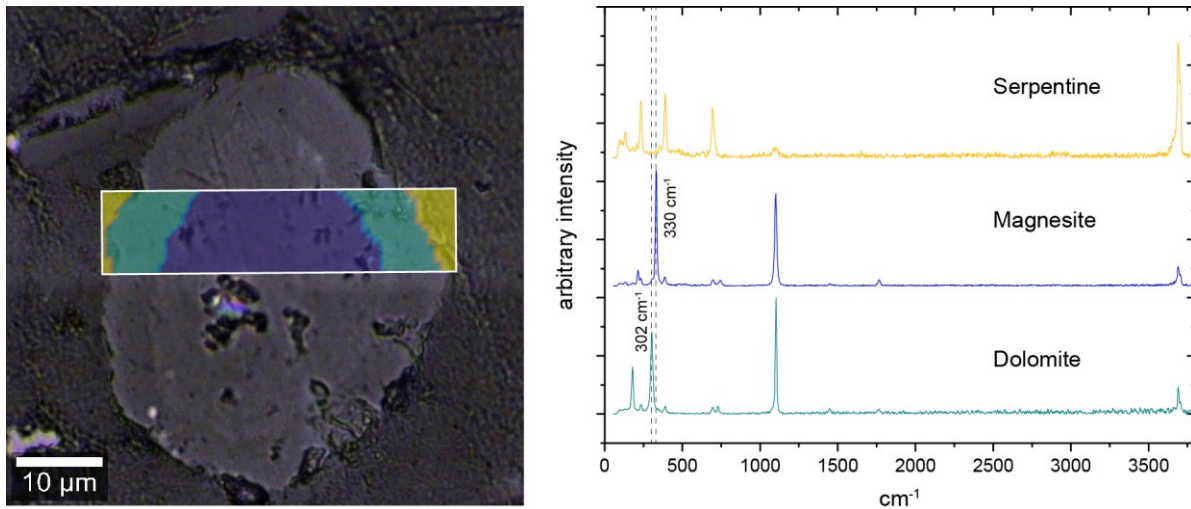 10 µm
arbitrary intensity
Serpentine
Magnesite
330 cm⁻¹
302 cm⁻¹
Dolomite
0 500 1000 1500 2000 2500 3000 3500
cm⁻¹